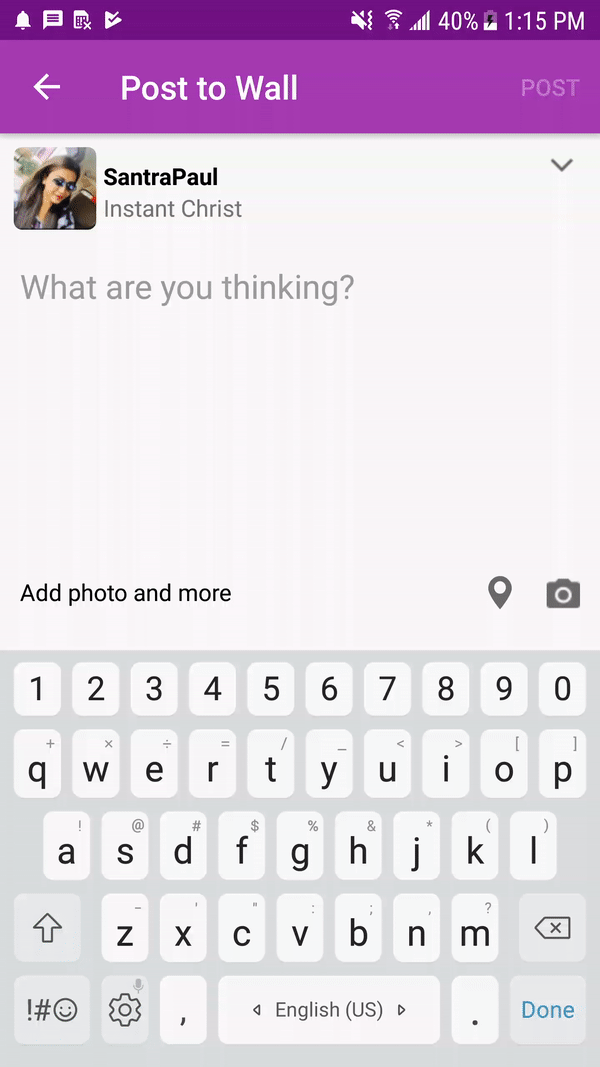 40% 1:15 PM
Post to Wall POST
SantraPaul
Instant Christ
What are you thinking?
Add photo and more
1 2 3 4 5 6 7 8 9 0
+ × ÷ = / _ < > [ ]
q w e r t y u i o p
! @ # $ % & * ( )
a s d f g h j k l
- ' " : ; , ?
z x c v b n m
!#☺ , English (US) . Done